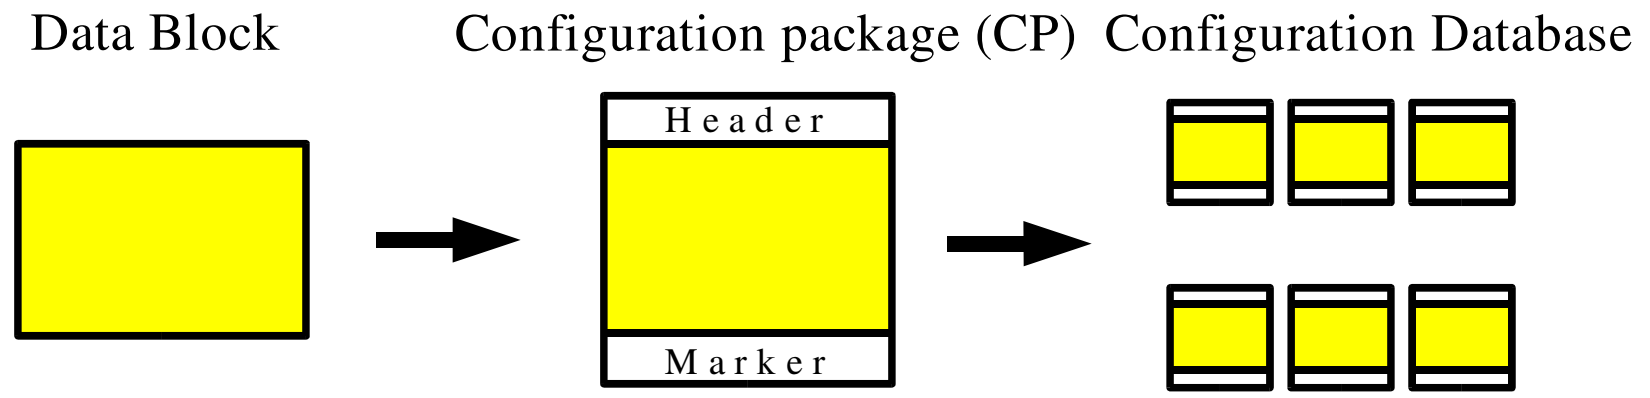 Data Block
Configuration package (CP)
Configuration Database
Header
Marker